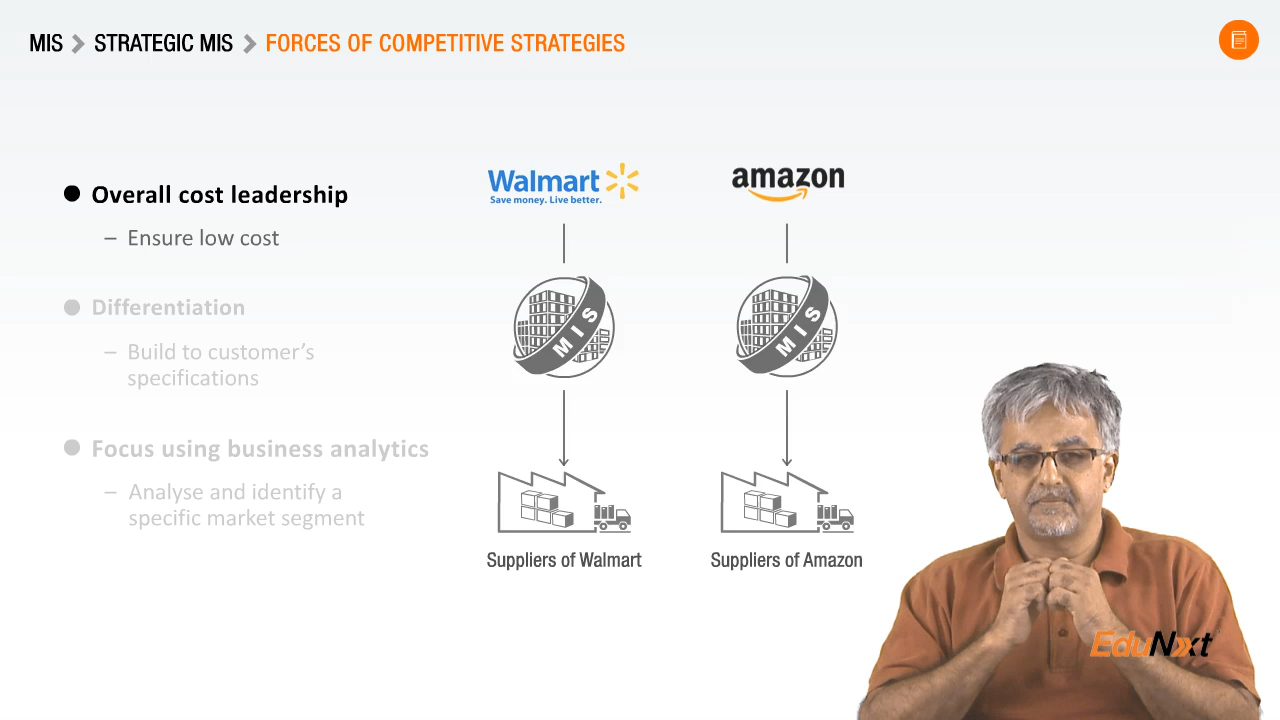 MIS > STRATEGIC MIS > FORCES OF COMPETITIVE STRATEGIES
● Overall cost leadership
– Ensure low cost
● Differentiation
– Build to customer's
specifications
● Focus using business analytics
– Analyse and identify a
specific market segment
Walmart
Save money. Live better.
amazon
MIS
MIS
Suppliers of Walmart
Suppliers of Amazon
EduNxt